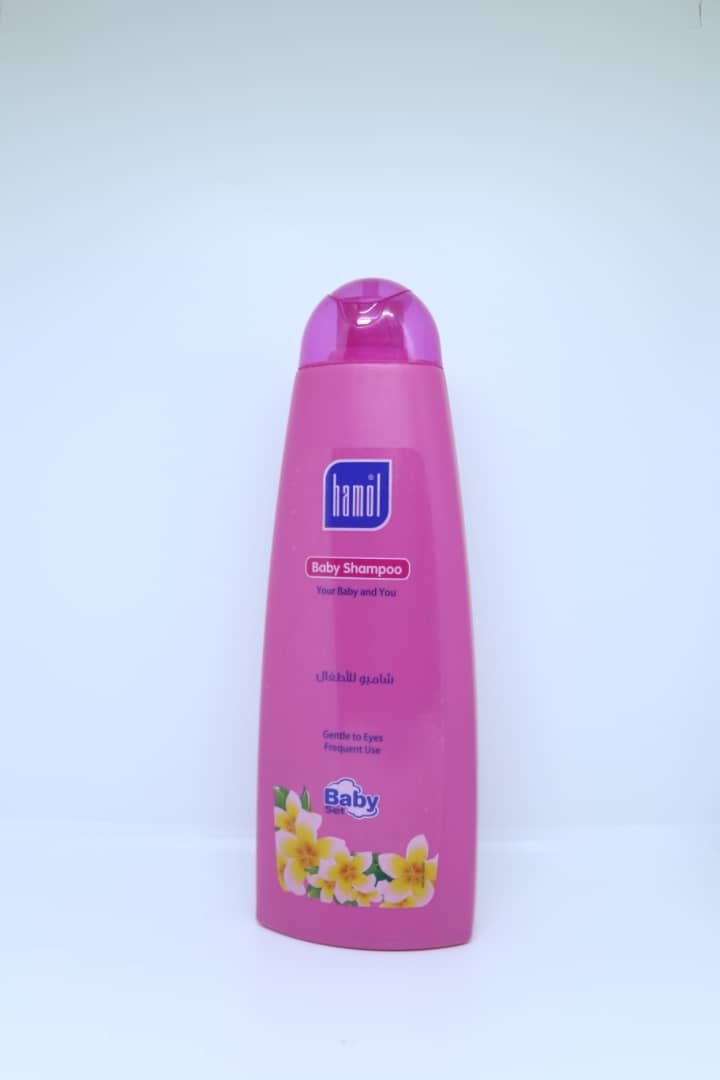 hamol®
Baby Shampoo
Your Baby and You
شامبو للأطفال
Gentle to Eyes
Frequent Use
Baby
Set